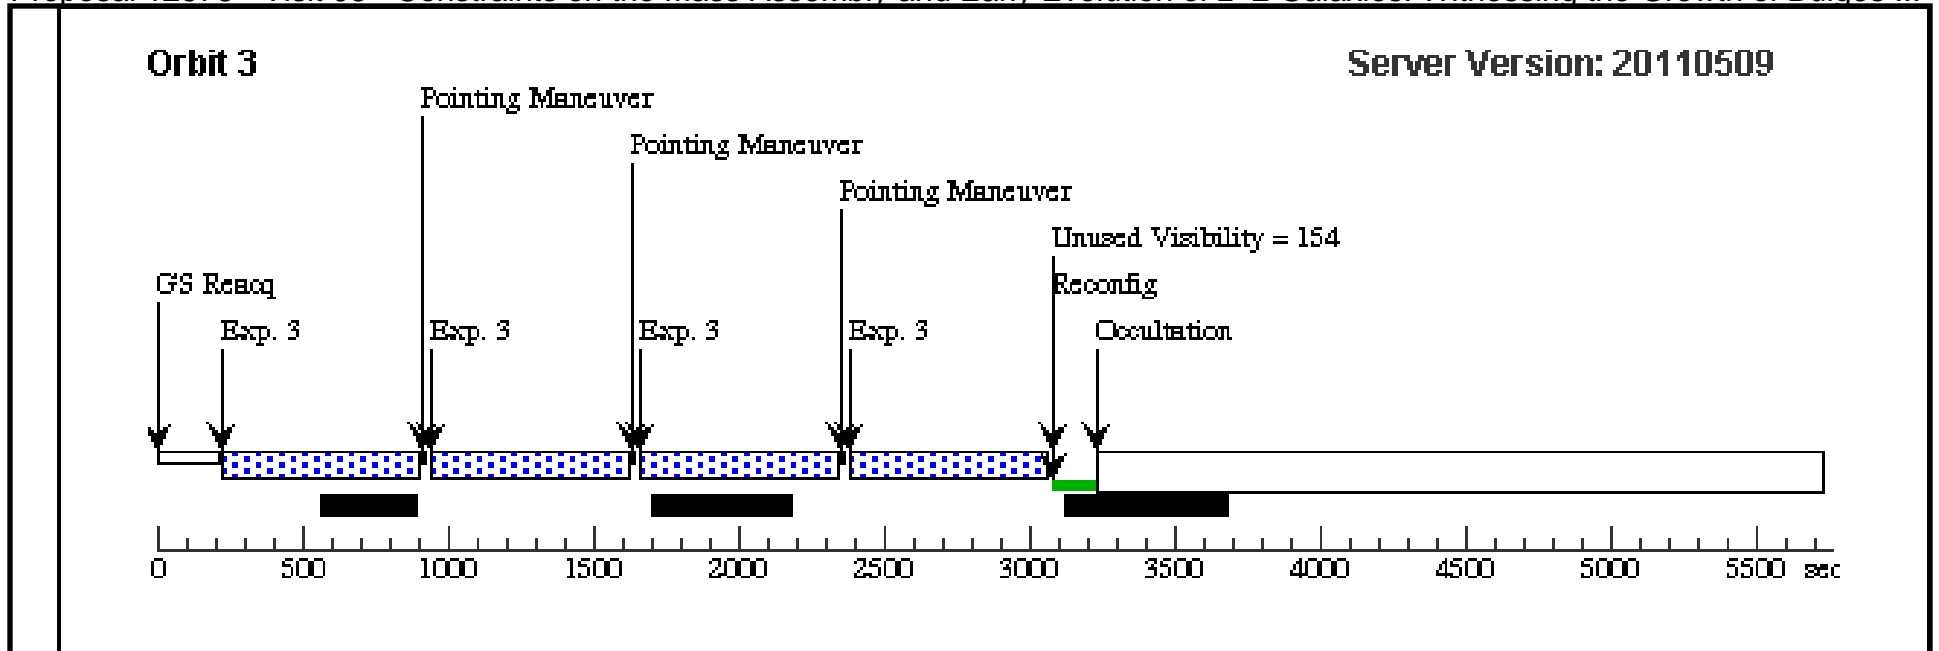 Orbit 3
Server Version: 20110509
Pointing Maneuver
Pointing Maneuver
Pointing Maneuver
Unused Visibility = 154
GS Reacq
Reconfig
Exp. 3
Exp. 3
Exp. 3
Exp. 3
Occultation
0 500 1000 1500 2000 2500 3000 3500 4000 4500 5000 5500 sec